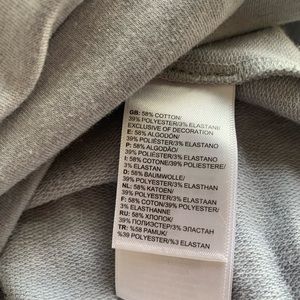 GB: 58% COTTON/
39% POLYESTER/3% ELASTANE
EXCLUSIVE OF DECORATION
E: 58% ALGODÓN/
39% POLIÉSTER/3% ELASTANO
P: 58% ALGODÃO/
39% POLIÉSTER/3% ELASTANO
I: 58% COTONE/39% POLIESTERE/
3% ELASTAN
D: 58% BAUMWOLLE/
39% POLYESTER/3% ELASTHAN
NL: 58% KATOEN/
39% POLYESTER/3% ELASTAAN
F: 58% COTON/39% POLYESTER/
3% ELASTHANNE
RU: 58% ХЛОПОК/
39% ПОЛИЭСТЕР/3% ЭЛАСТАН
TR: %58 PAMUK/
%39 POLYESTER/%3 ELASTAN